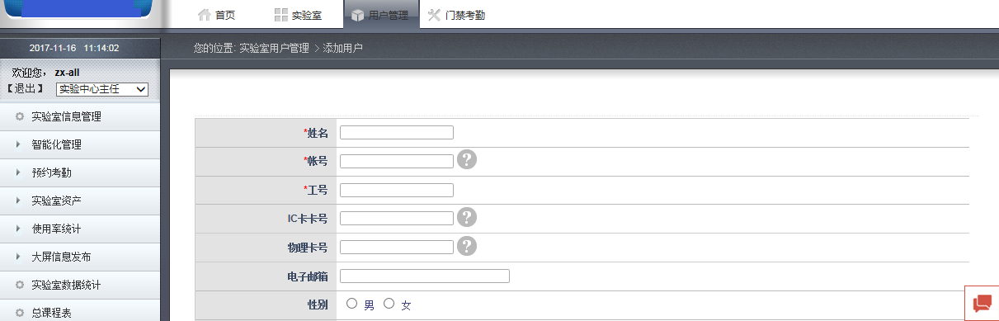 首页 实验室 用户管理 门禁考勤
2017-11-16 11:14:02
您的位置: 实验室用户管理 > 添加用户
欢迎您， zx-all
【退出】 实验中心主任
实验室信息管理
智能化管理
预约考勤
实验室资产
使用率统计
大屏信息发布
实验室数据统计
总课程表
*姓名
*帐号 ?
*工号
IC卡卡号 ?
物理卡号 ?
电子邮箱
性别 男 女